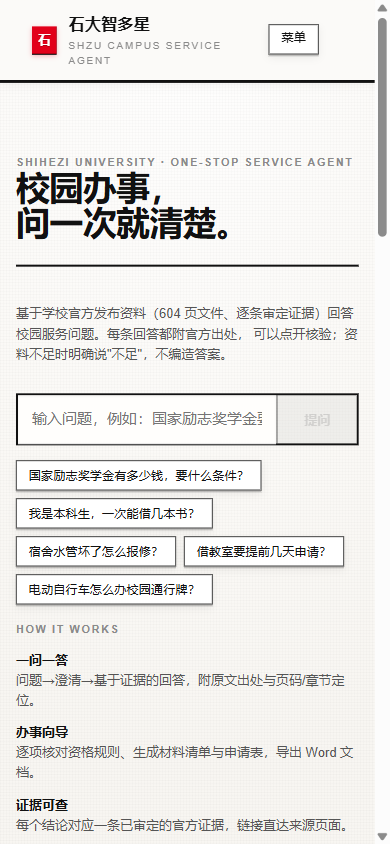 石
石大智多星
SHZU CAMPUS SERVICE
AGENT
菜单
SHIHEZI UNIVERSITY · ONE-STOP SERVICE AGENT
校园办事，
问一次就清楚。
基于学校官方发布资料（604 页文件、逐条审定证据）回答
校园服务问题。每条回答都附官方出处， 可以点开核验；资
料不足时明确说"不足"，不编造答案。
输入问题，例如：国家励志奖学金要
提问
国家励志奖学金有多少钱，要什么条件？
我是本科生，一次能借几本书？
宿舍水管坏了怎么报修？
借教室要提前几天申请？
电动自行车怎么办校园通行牌？
HOW IT WORKS
一问一答
问题→澄清→基于证据的回答，附原文出处与页码/章节定
位。
办事向导
逐项核对资格规则、生成材料清单与申请表，导出 Word 文
档。
证据可查
每个结论对应一条已审定的官方证据，链接直达来源页面。